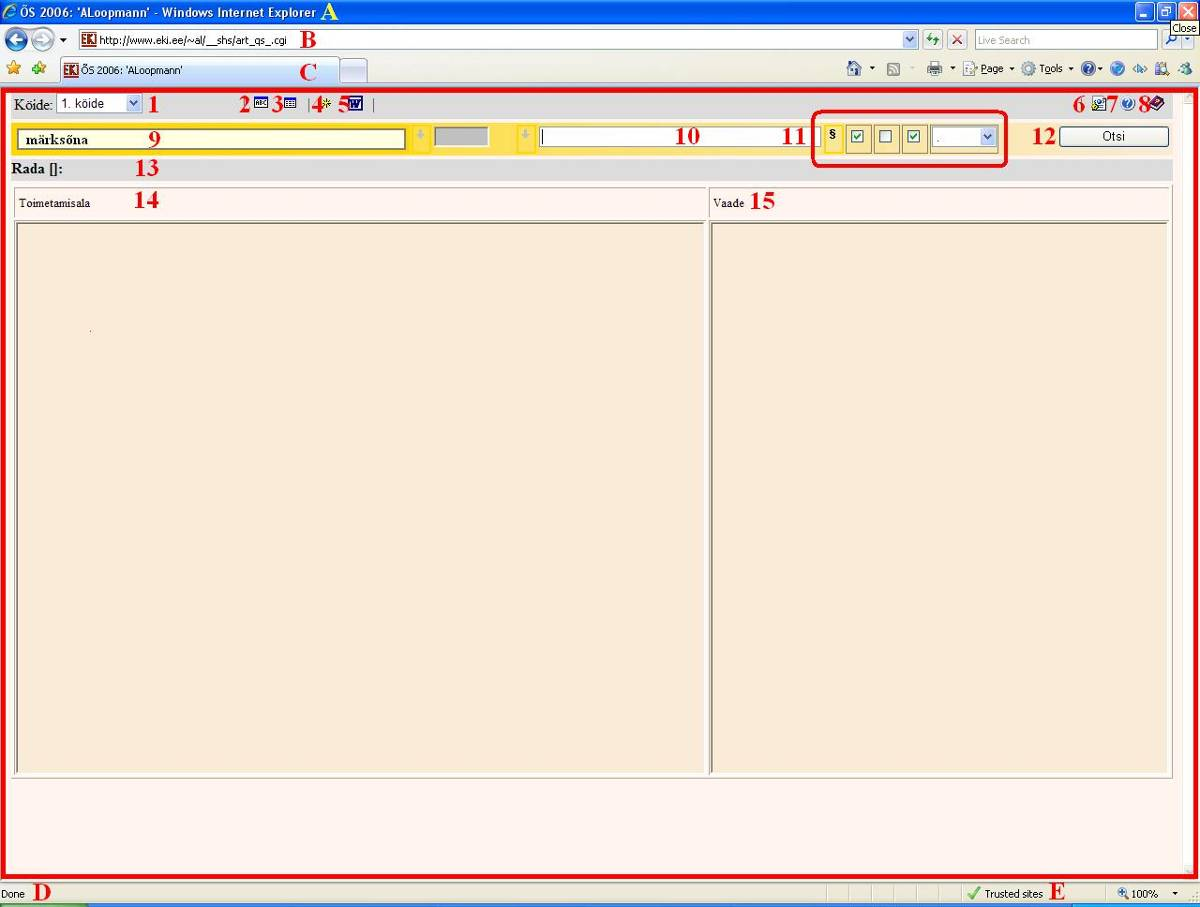 ÕS 2006: 'ALoopmann' - Windows Internet Explorer A
Close
http://www.eki.ee/~al/__shs/art_qs_.cgi B Live Search
ÕS 2006: 'ALoopmann' C Page Tools
Köide: 1. köide 1 2 ABC 3 | 4 5 W | 6 7 8
märksõna 9 10 11 § . 12 Otsi
Rada []: 13
Toimetamisala 14 Vaade 15
Done D Trusted sites E 100%